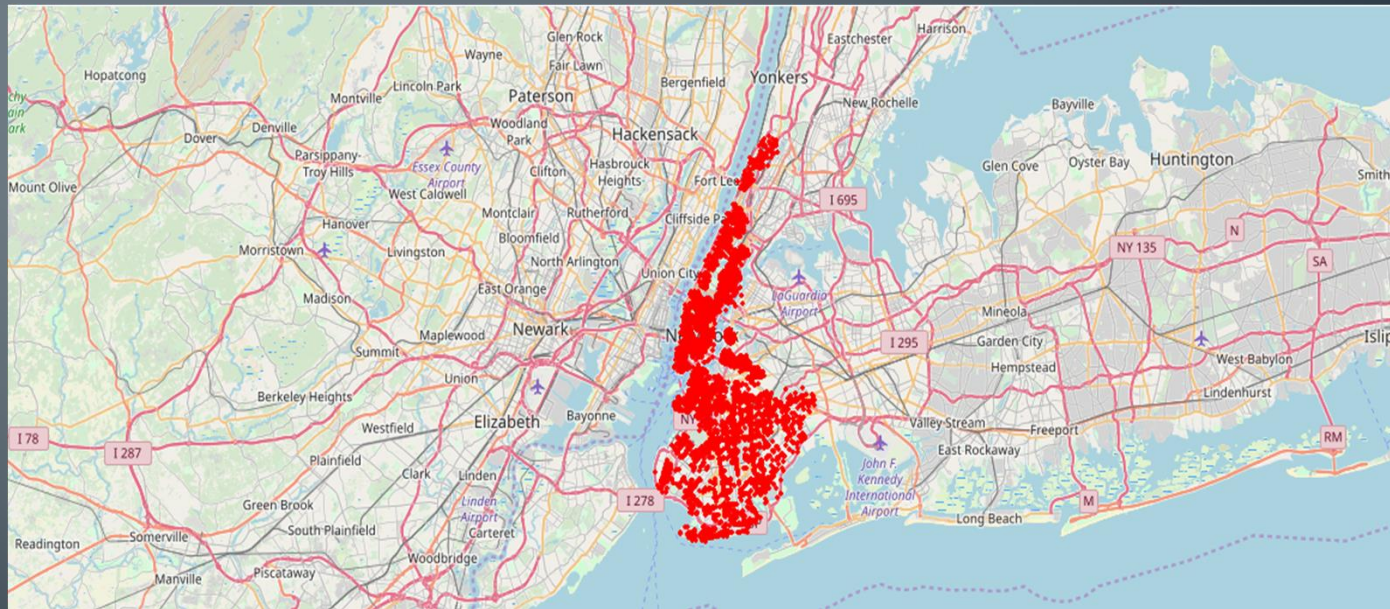 Harrison
Glen Rock
Eastchester
Wayne
Fair Lawn
Hopatcong
Yonkers
Lincoln Park
Bergenfield
Montville
Paterson
New Rochelle
Bayville
Woodland
Park
Denville
Hackensack
Dover
Parsippany-
Troy Hills
Essex County
Airport
Hasbrouck
Heights
Clifton
Glen Cove
Oyster Bay
Huntington
Mount Olive
West Caldwell
Fort Lee
I 695
Smith
Montclair
Rutherford
Cliffside Pa
Hanover
N
Bloomfield
Morristown
Livingston
NY 135
North Arlington
SA
Union City
East Orange
LaGuardia
Airport
Madison
Mineola
Newark
Maplewood
I 295
Garden City
Islip
Summit
West Babylon
Union
Hempstead
Berkeley Heights
Lindenhurst
Bayonne
Elizabeth
NY
Valley Stream
Westfield
Freeport
I 78
RM
I 287
East Rockaway
Plainfield
John F.
Kennedy
International
Airport
Clark
Linden
I 278
M
Green Brook
Linden
Airport
Long Beach
South Plainfield
Carteret
Somerville
Readington
Woodbridge
Piscataway
Manville